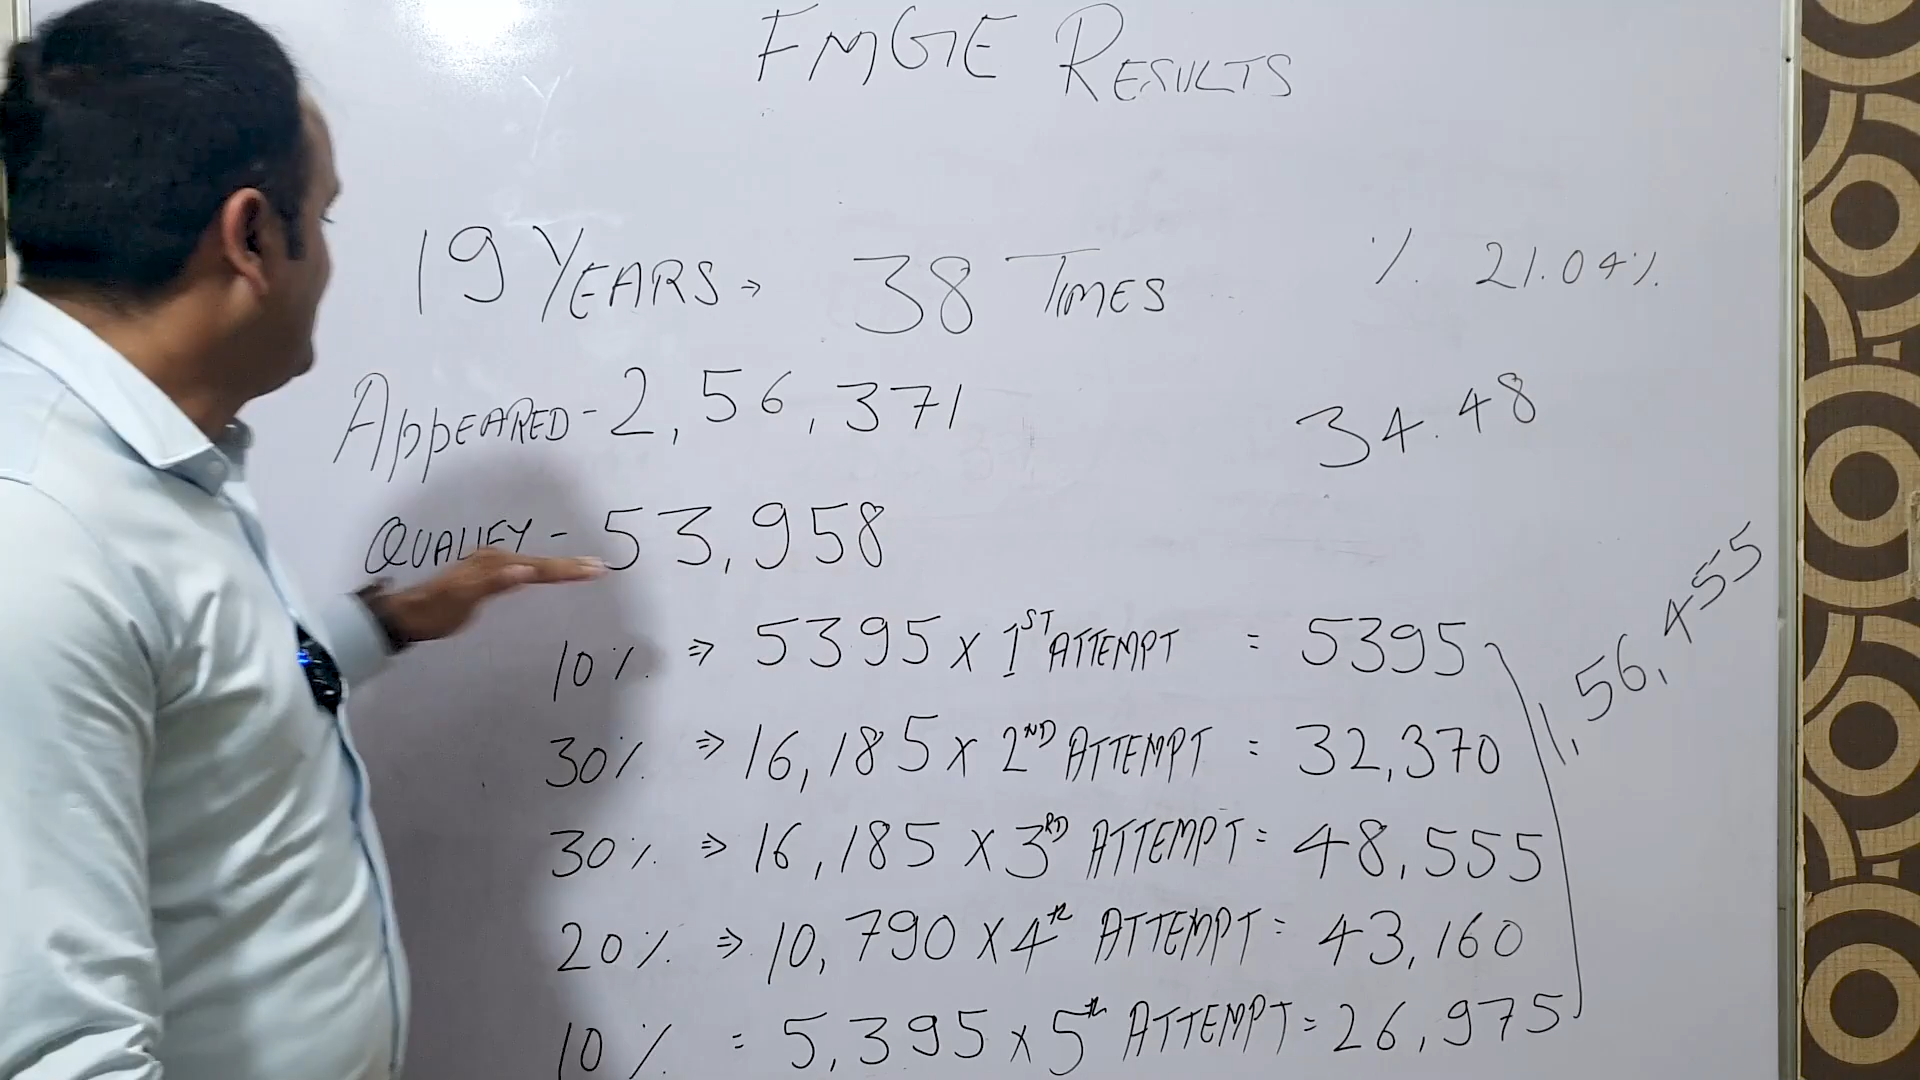 FMGE RESULTS
19 YEARS → 38 TIMES % 21.04%
APPEARED - 2,56,371 34.48
QUALIFY - 53,958
10% ⇒ 5395 x 1ST ATTEMPT = 5395
30% ⇒ 16,185 x 2ND ATTEMPT = 32,370
30% ⇒ 16,185 x 3RD ATTEMPT = 48,555
20% ⇒ 10,790 x 4th ATTEMPT = 43,160
10% = 5,395 x 5th ATTEMPT = 26,975
1,56,455